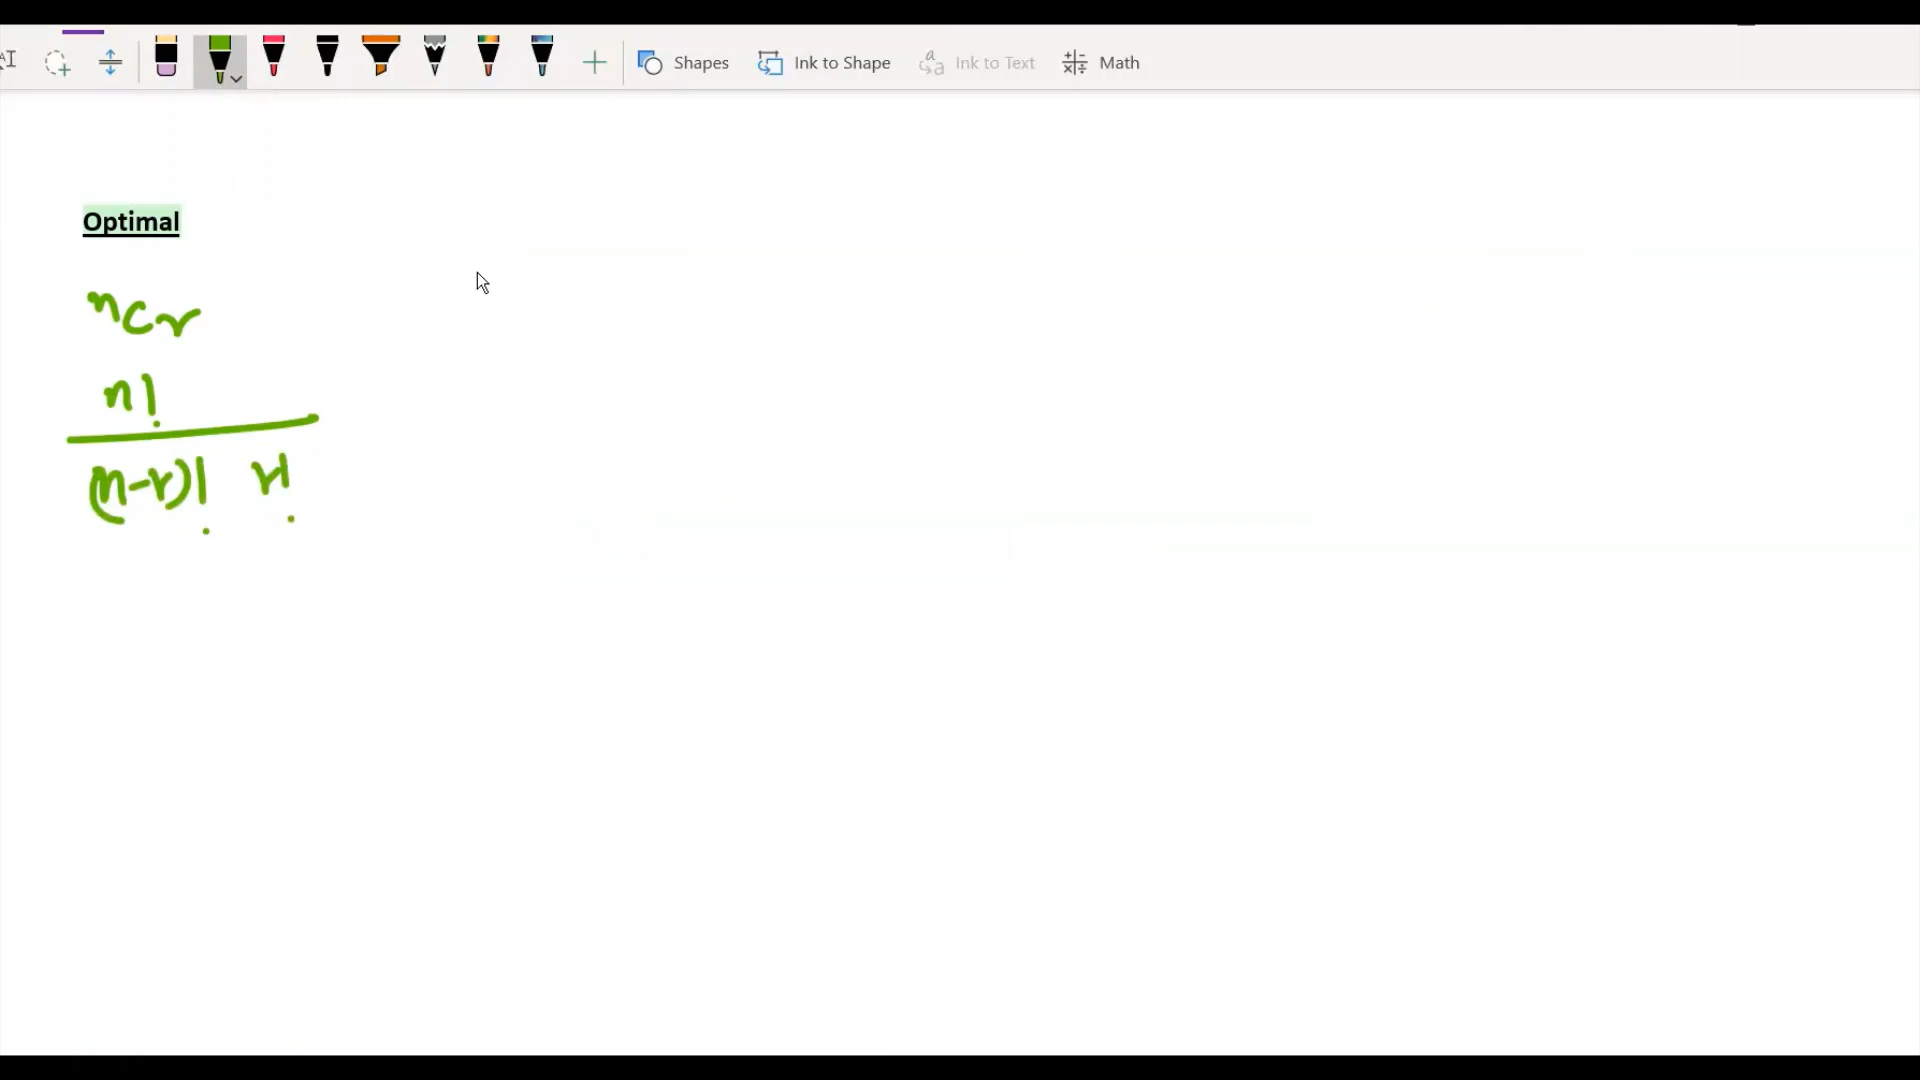 Shapes Ink to Shape Ink to Text Math
Optimal
nCr
n!
(n-r)! r!